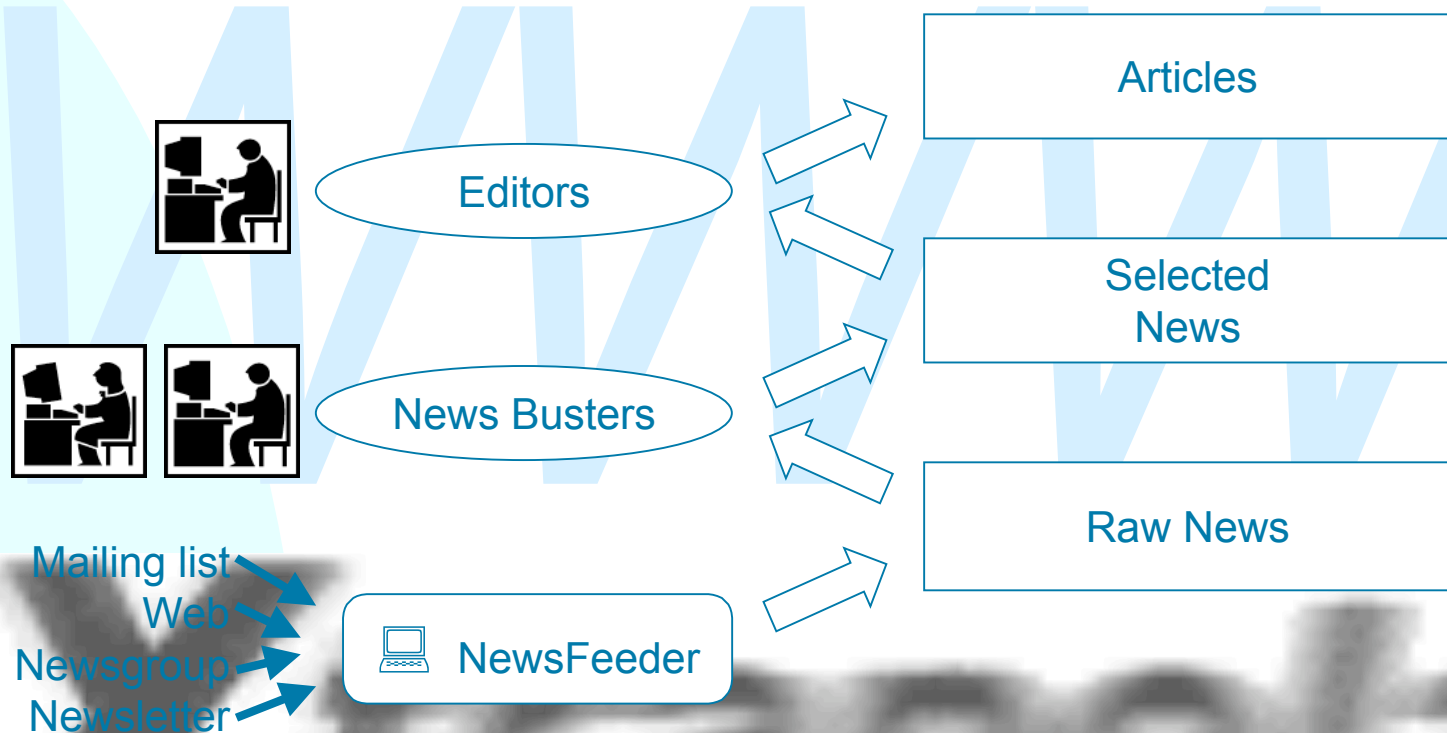 Articles
Editors
Selected
News
News Busters
Raw News
Mailing list
Web
Newsgroup
Newsletter
NewsFeeder